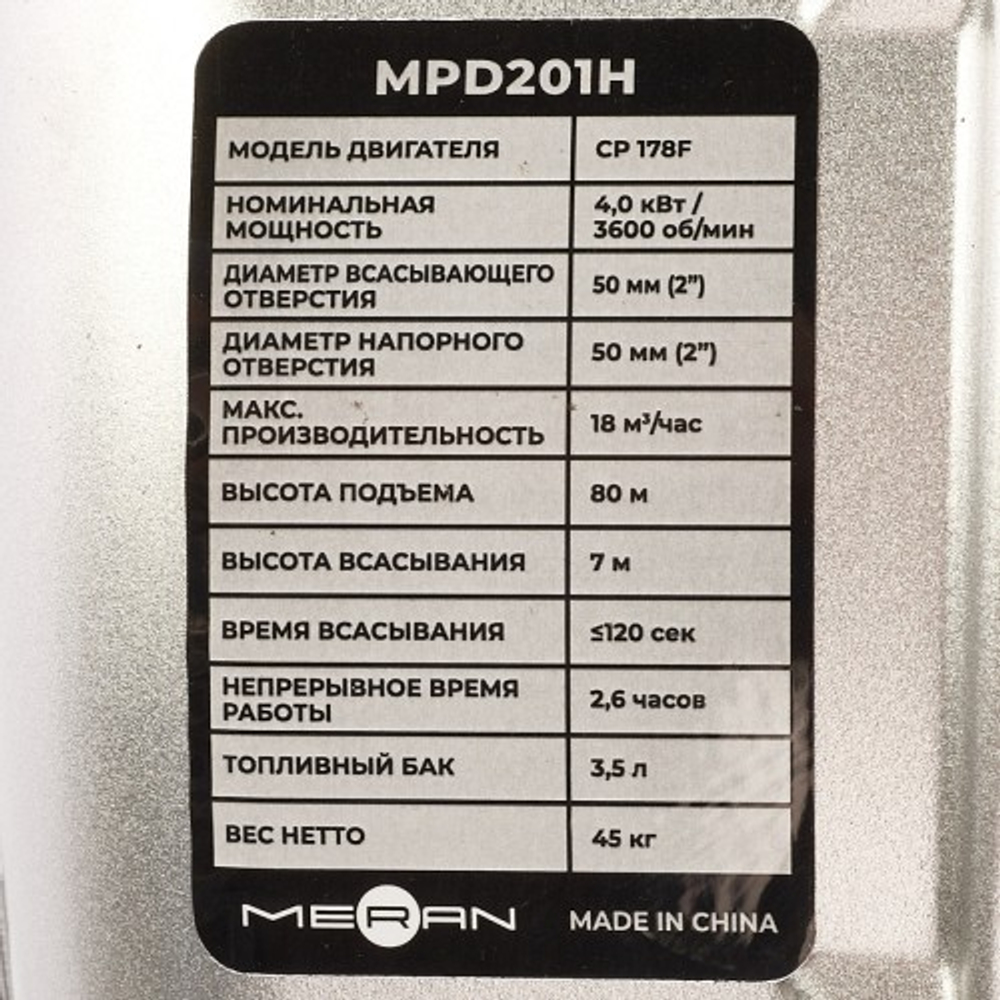 MPD201H
МОДЕЛЬ ДВИГАТЕЛЯ
CP 178F
НОМИНАЛЬНАЯ
МОЩНОСТЬ
4,0 кВт /
3600 об/мин
ДИАМЕТР ВСАСЫВАЮЩЕГО
ОТВЕРСТИЯ
50 мм (2”)
ДИАМЕТР НАПОРНОГО
ОТВЕРСТИЯ
50 мм (2”)
МАКС.
ПРОИЗВОДИТЕЛЬНОСТЬ
18 м³/час
ВЫСОТА ПОДЪЕМА
80 м
ВЫСОТА ВСАСЫВАНИЯ
7 м
ВРЕМЯ ВСАСЫВАНИЯ
≤120 сек
НЕПРЕРЫВНОЕ ВРЕМЯ
РАБОТЫ
2,6 часов
ТОПЛИВНЫЙ БАК
3,5 л
ВЕС НЕТТО
45 кг
MERAN
MADE IN CHINA